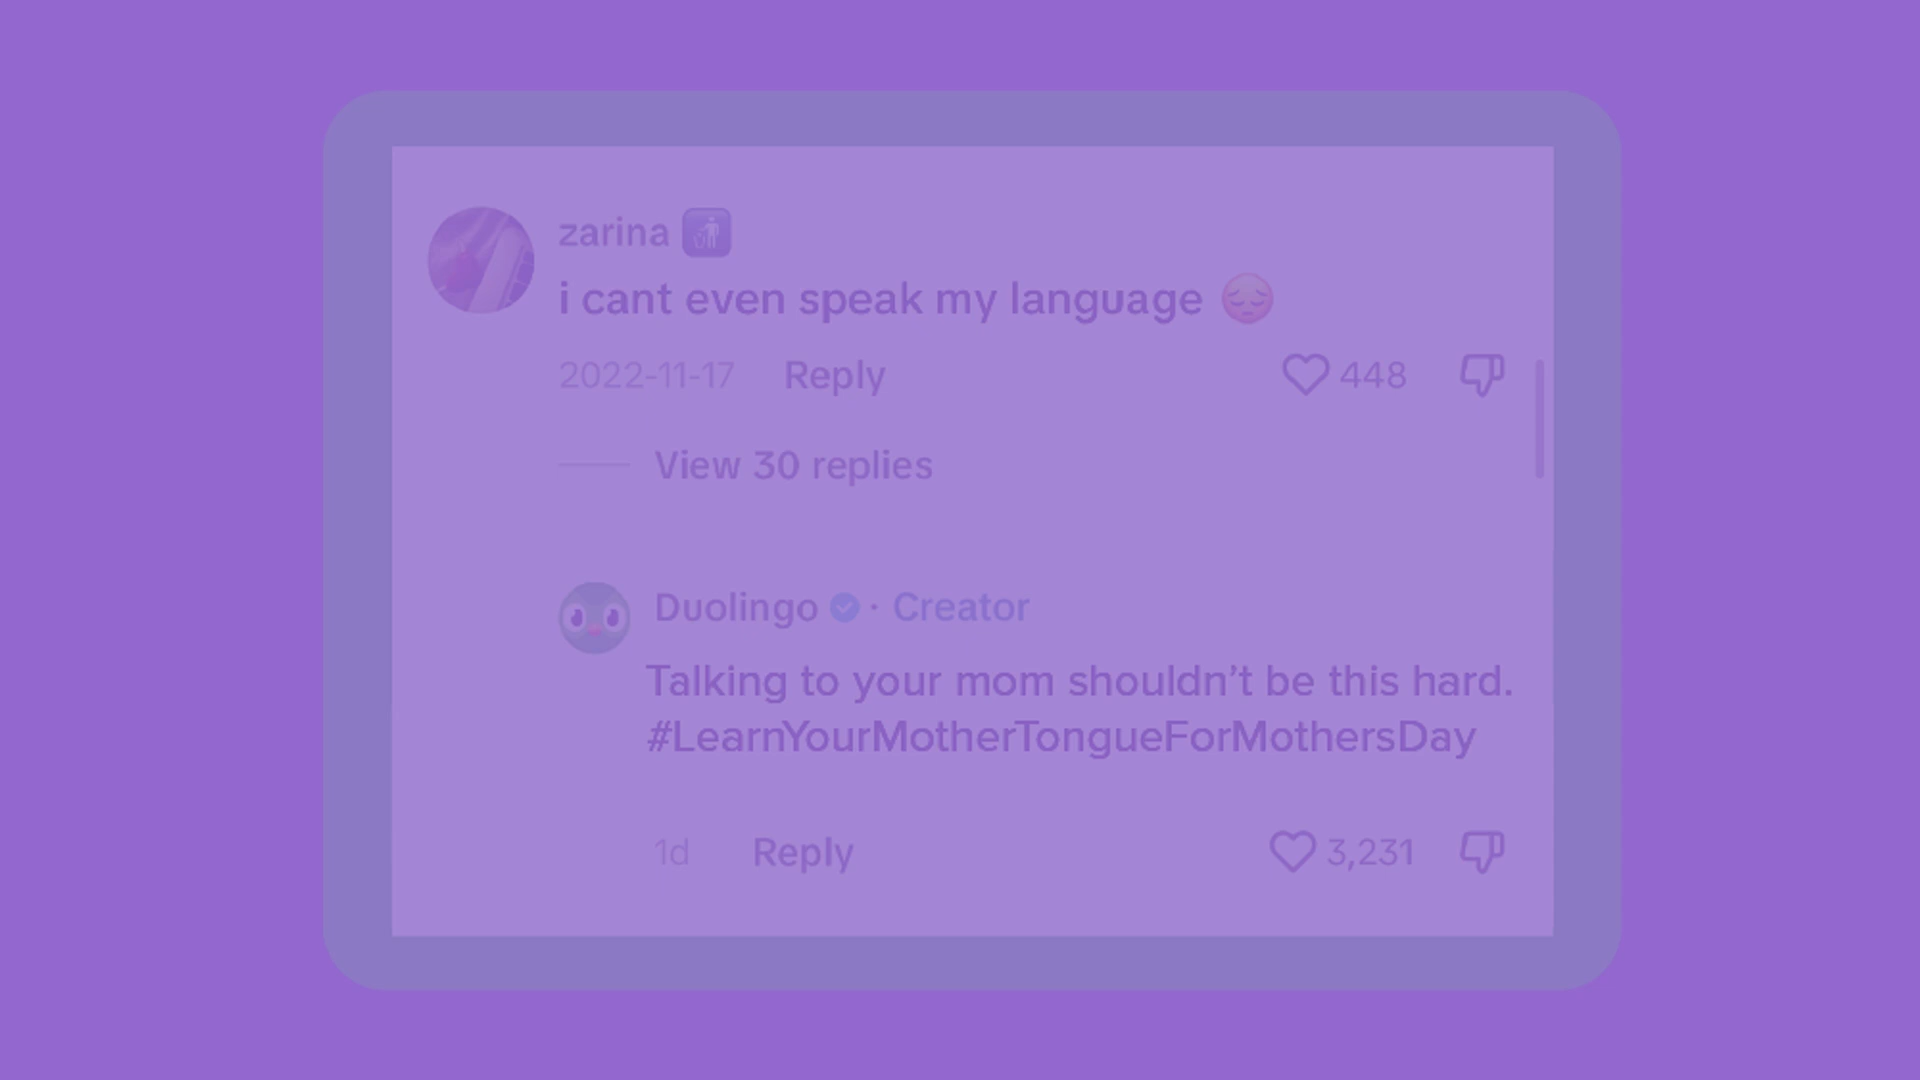 zarina 🚮
i cant even speak my language 😔
2022-11-17 Reply 448
View 30 replies
Duolingo · Creator
Talking to your mom shouldn’t be this hard.
#LearnYourMotherTongueForMothersDay
1d Reply 3,231